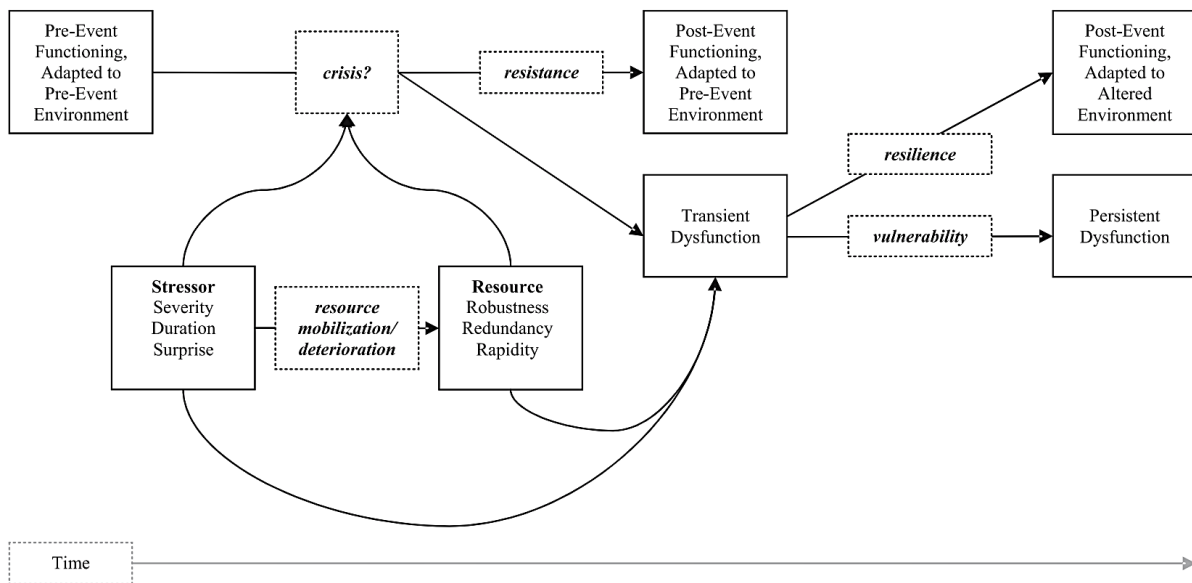 Pre-Event
Functioning,
Adapted to
Pre-Event
Environment
crisis?
resistance
Post-Event
Functioning,
Adapted to
Pre-Event
Environment
Post-Event
Functioning,
Adapted to
Altered
Environment
resilience
Transient
Dysfunction
vulnerability
Persistent
Dysfunction
Stressor
Severity
Duration
Surprise
resource
mobilization/
deterioration
Resource
Robustness
Redundancy
Rapidity
Time